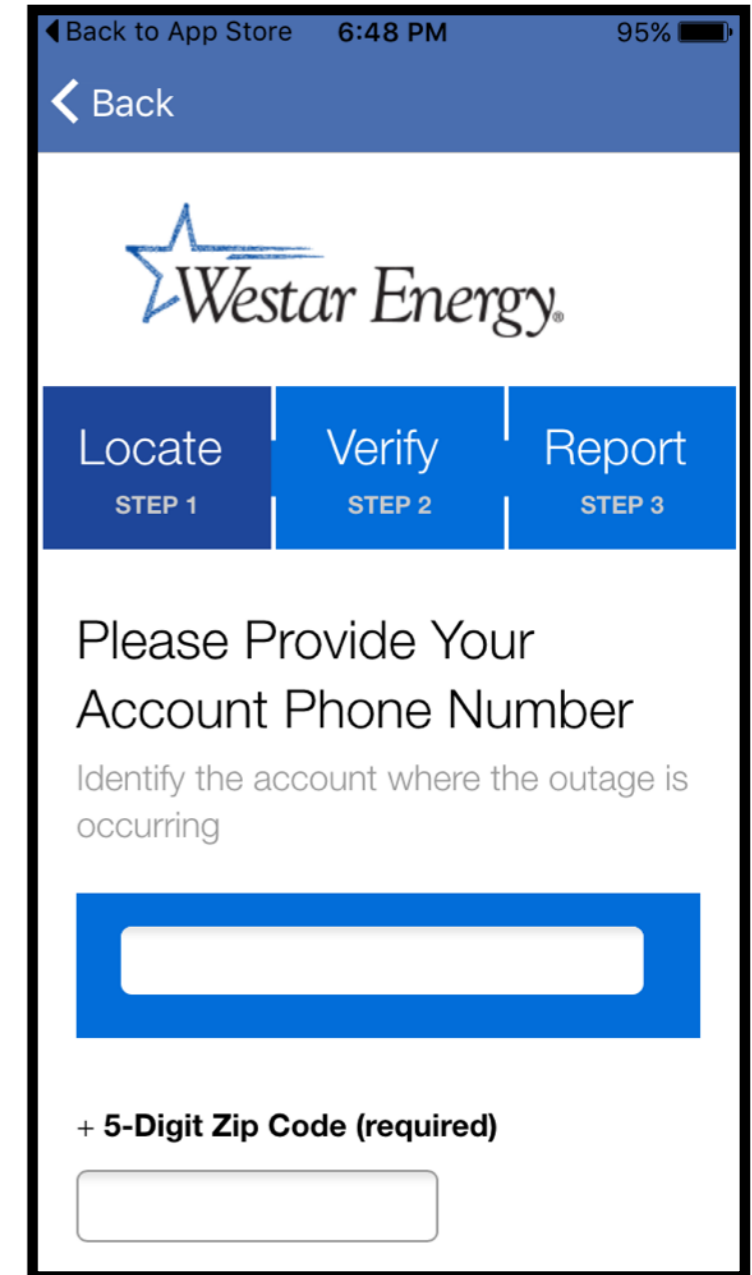 Back to App Store 6:48 PM 95%
Back
Westar Energy®
Locate Verify Report
STEP 1 STEP 2 STEP 3
Please Provide Your
Account Phone Number
Identify the account where the outage is
occurring
+ 5-Digit Zip Code (required)